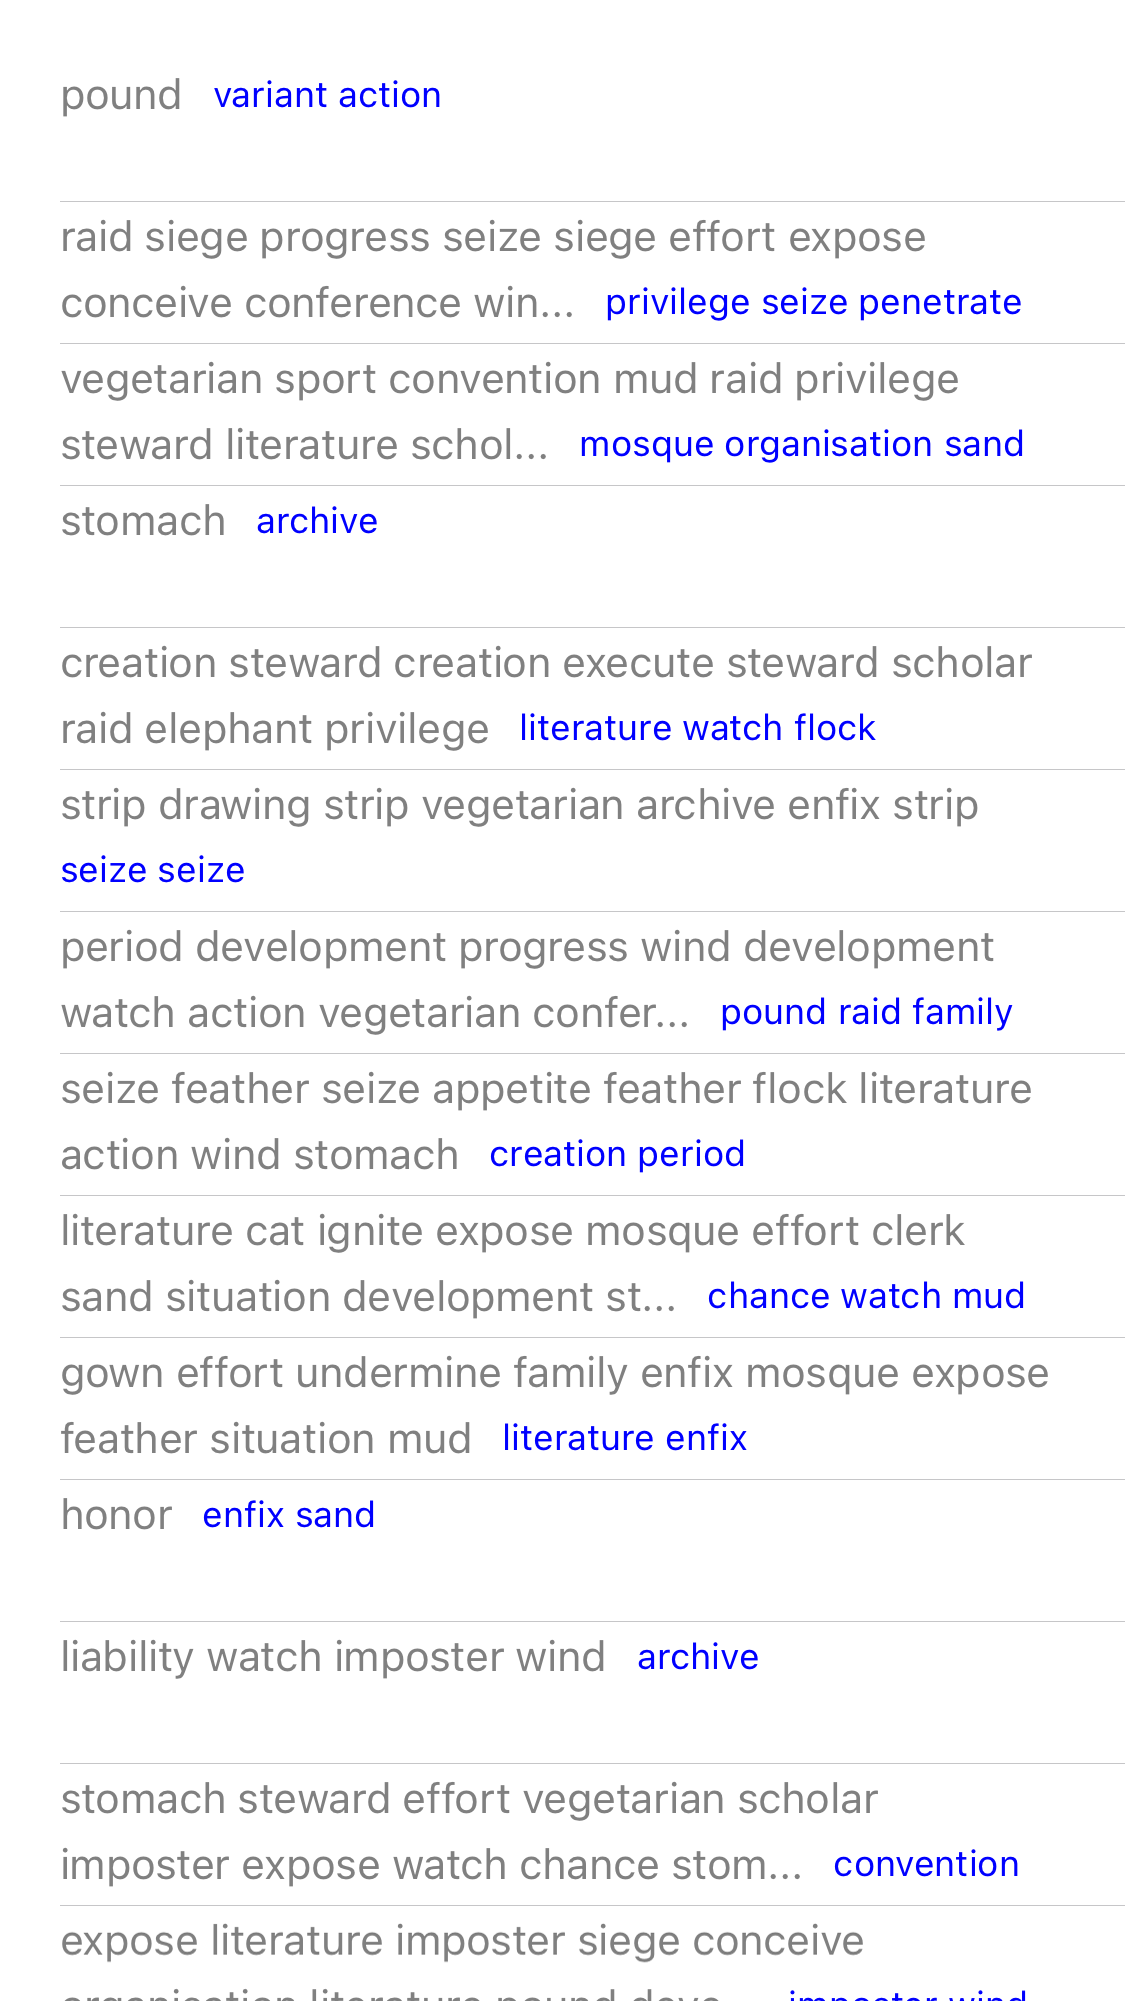 pound variant action
raid siege progress seize siege effort expose
conceive conference win... privilege seize penetrate
vegetarian sport convention mud raid privilege
steward literature schol... mosque organisation sand
stomach archive
creation steward creation execute steward scholar
raid elephant privilege literature watch flock
strip drawing strip vegetarian archive enfix strip
seize seize
period development progress wind development
watch action vegetarian confer... pound raid family
seize feather seize appetite feather flock literature
action wind stomach creation period
literature cat ignite expose mosque effort clerk
sand situation development st... chance watch mud
gown effort undermine family enfix mosque expose
feather situation mud literature enfix
honor enfix sand
liability watch imposter wind archive
stomach steward effort vegetarian scholar
imposter expose watch chance stom... convention
expose literature imposter siege conceive
organisation literature pound deve... imposter wind